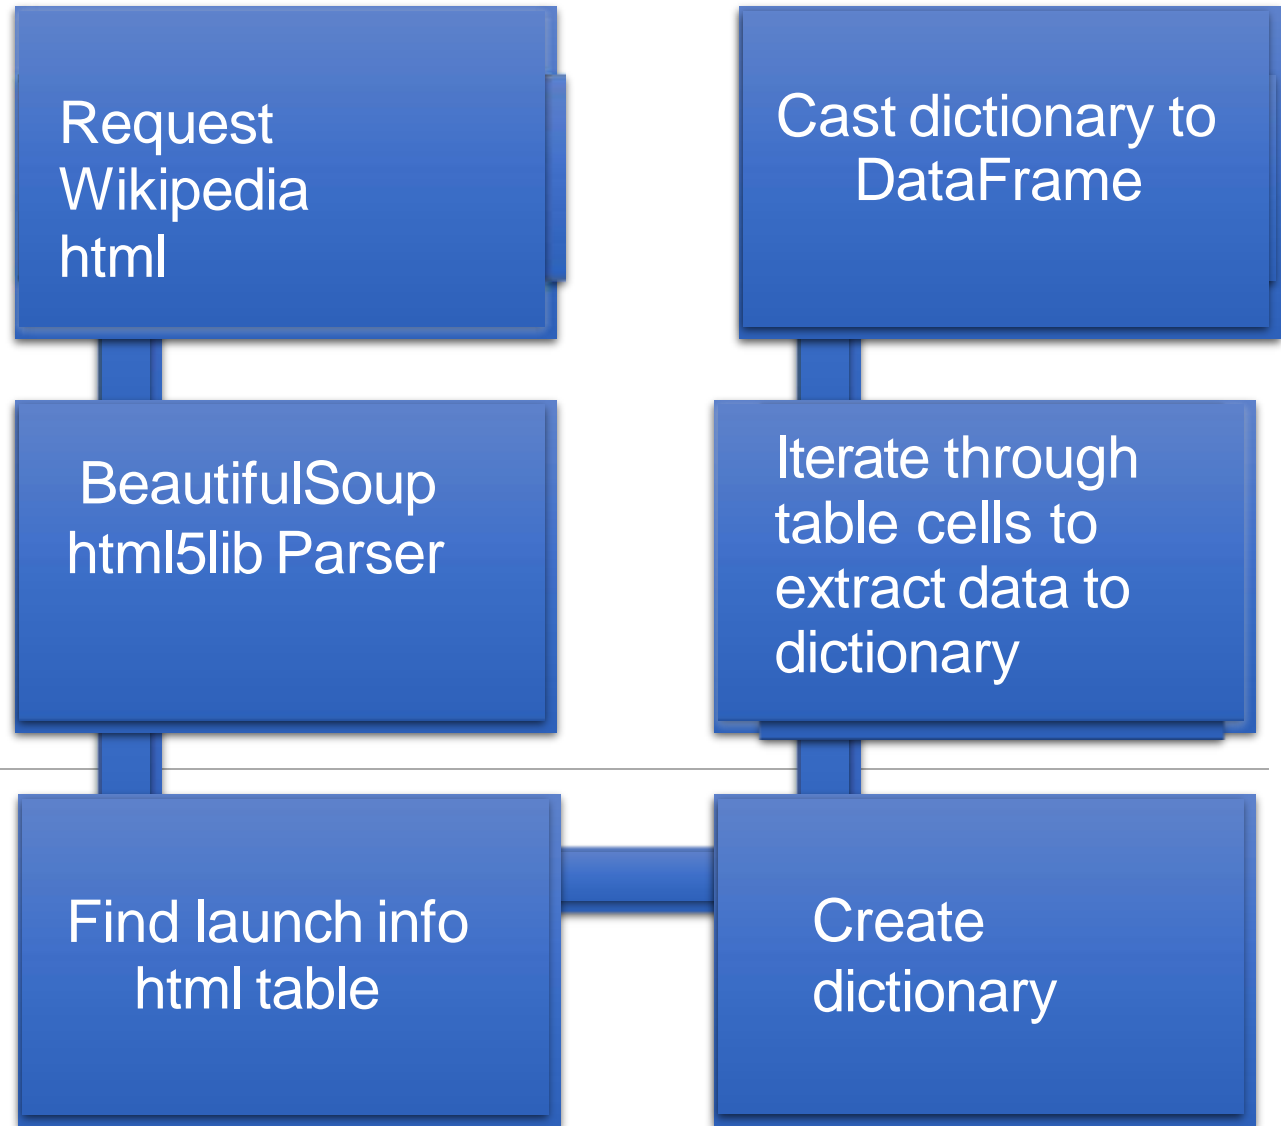 Request
Wikipedia
html
BeautifulSoup
html5lib Parser
Find launch info
html table
Create
dictionary
Iterate through
table cells to
extract data to
dictionary
Cast dictionary to
DataFrame